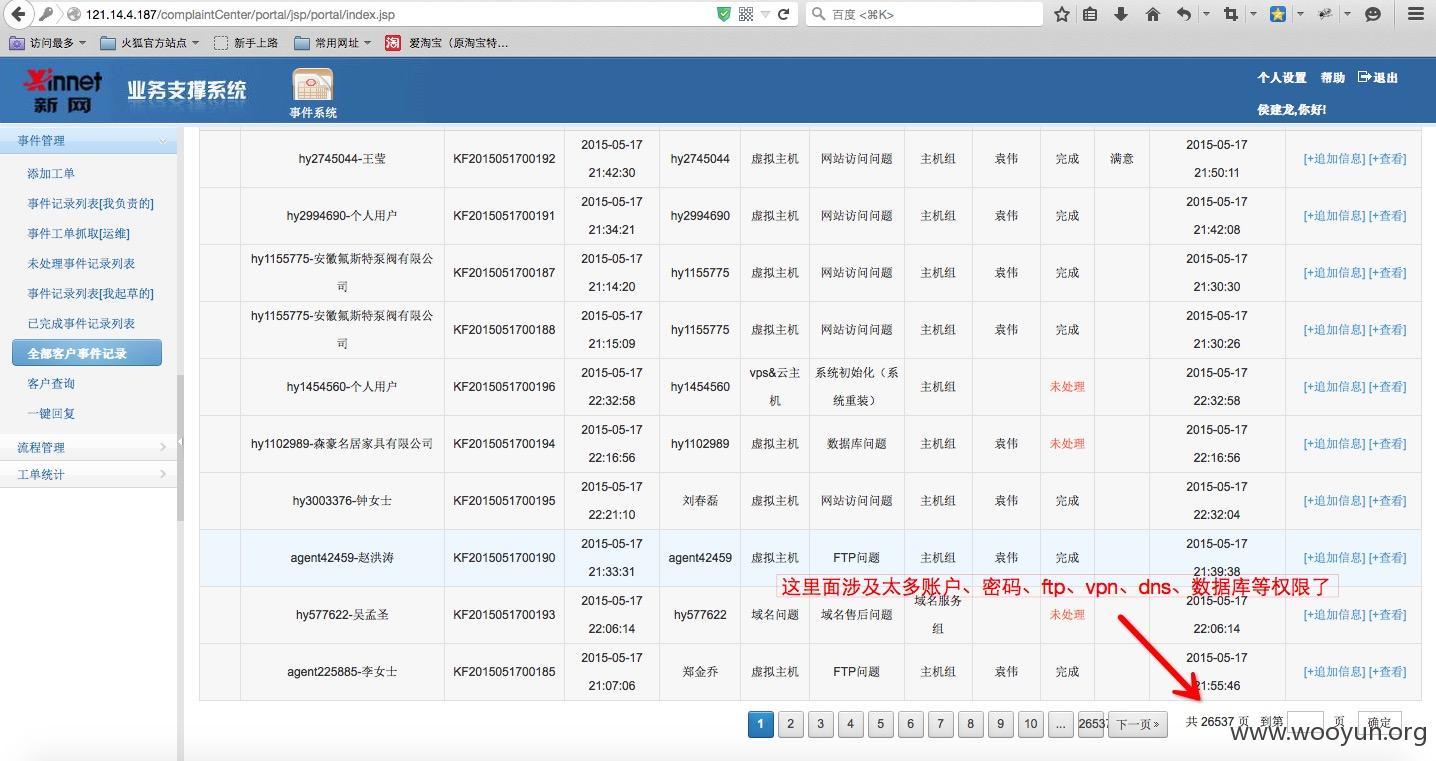 121.14.4.187/complaintCenter/portal/jsp/portal/index.jsp
百度 <⌘K>
访问最多 火狐官方站点 新手上路 常用网址 淘 爱淘宝（原淘宝特...
Xinnet
新网
业务支撑系统
事件系统
个人设置 帮助 退出
侯建龙,你好!
事件管理
添加工单
事件记录列表[我负责的]
事件工单抓取[运维]
未处理事件记录列表
事件记录列表[我起草的]
已完成事件记录列表
全部客户事件记录
客户查询
一键回复
流程管理
工单统计
hy2745044-王莹 KF2015051700192 2015-05-17 21:42:30 hy2745044 虚拟主机 网站访问问题 主机组 袁伟 完成 满意 2015-05-17 21:50:11 [+追加信息] [+查看]
hy2994690-个人用户 KF2015051700191 2015-05-17 21:34:21 hy2994690 虚拟主机 网站访问问题 主机组 袁伟 完成 2015-05-17 21:42:08 [+追加信息] [+查看]
hy1155775-安徽氟斯特泵阀有限公司 KF2015051700187 2015-05-17 21:14:20 hy1155775 虚拟主机 网站访问问题 主机组 袁伟 完成 2015-05-17 21:30:30 [+追加信息] [+查看]
hy1155775-安徽氟斯特泵阀有限公司 KF2015051700188 2015-05-17 21:15:09 hy1155775 虚拟主机 网站访问问题 主机组 袁伟 完成 2015-05-17 21:30:26 [+追加信息] [+查看]
hy1454560-个人用户 KF2015051700196 2015-05-17 22:32:58 hy1454560 vps&云主机 系统初始化（系统重装） 主机组 未处理 2015-05-17 22:32:58 [+追加信息] [+查看]
hy1102989-森豪名居家具有限公司 KF2015051700194 2015-05-17 22:16:56 hy1102989 虚拟主机 数据库问题 主机组 袁伟 未处理 2015-05-17 22:16:56 [+追加信息] [+查看]
hy3003376-钟女士 KF2015051700195 2015-05-17 22:21:10 刘春磊 虚拟主机 网站访问问题 主机组 袁伟 完成 2015-05-17 22:32:04 [+追加信息] [+查看]
agent42459-赵洪涛 KF2015051700190 2015-05-17 21:33:31 agent42459 虚拟主机 FTP问题 主机组 袁伟 完成 2015-05-17 21:39:38 [+追加信息] [+查看]
这里面涉及太多账户、密码、ftp、vpn、dns、数据库等权限了
hy577622-吴孟圣 KF2015051700193 2015-05-17 22:06:14 hy577622 域名问题 域名售后问题 域名服务组 未处理 2015-05-17 22:06:14 [+追加信息] [+查看]
agent225885-李女士 KF2015051700185 2015-05-17 21:07:06 郑金乔 虚拟主机 FTP问题 主机组 袁伟 完成 2015-05-17 21:55:46 [+追加信息] [+查看]
1 2 3 4 5 6 7 8 9 10 ... 26537 下一页» 共 26537 页 到第 页 确定
www.wooyun.org